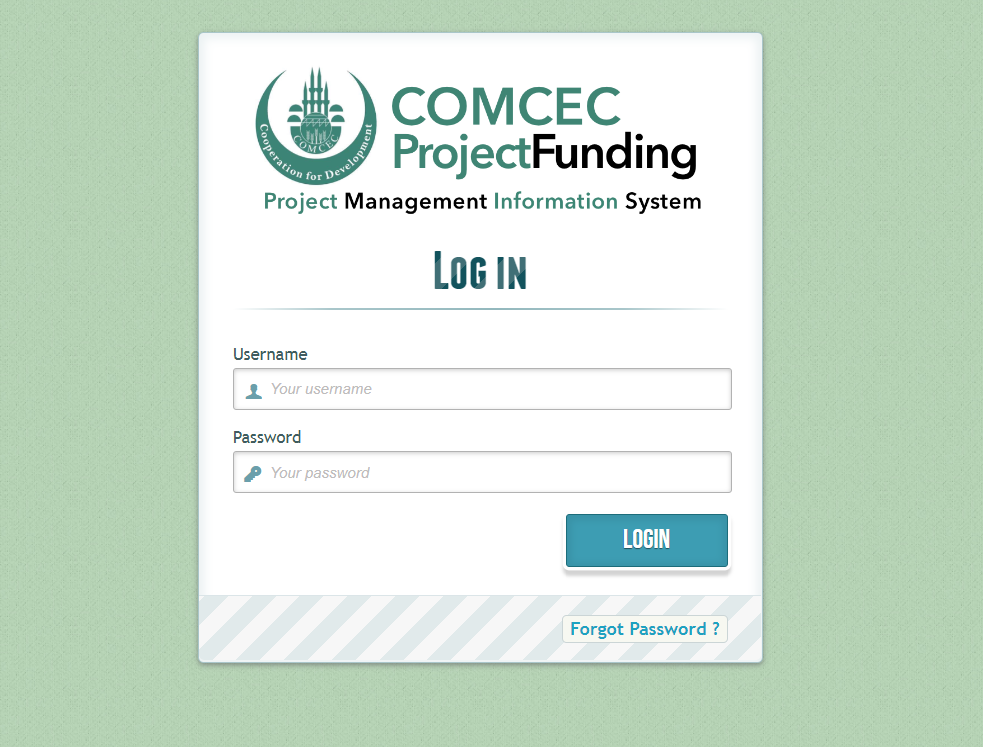 COMCEC
Cooperation for Development
COMCEC
ProjectFunding
Project Management Information System
Log in
Username
Your username
Password
Your password
LOGIN
Forgot Password ?